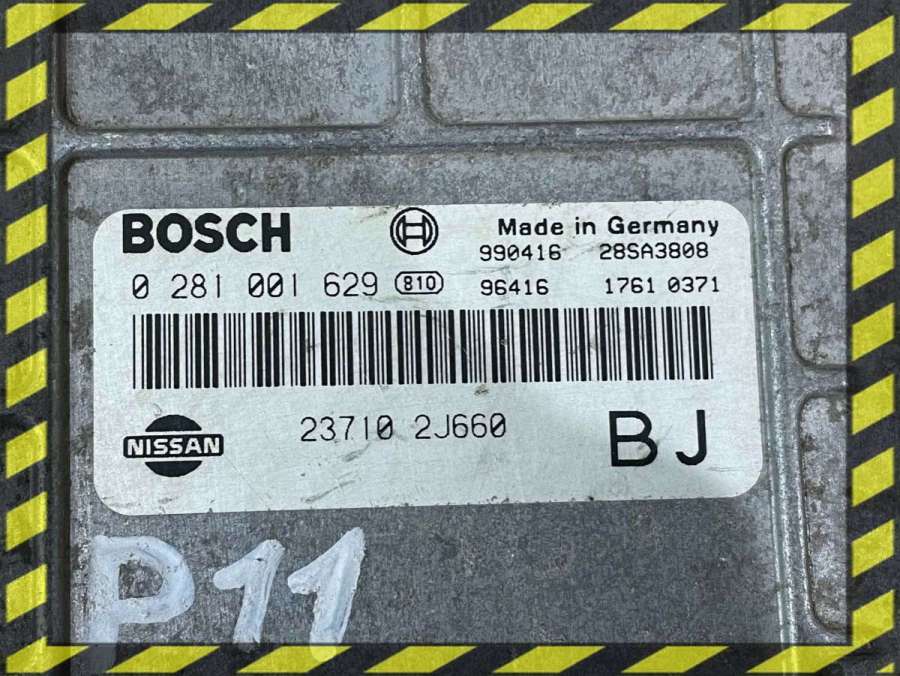 BOSCH
Made in Germany
990416 28SA3808
0 281 001 629 810 96416 1761 0371
NISSAN 23710 2J660 BJ
P11